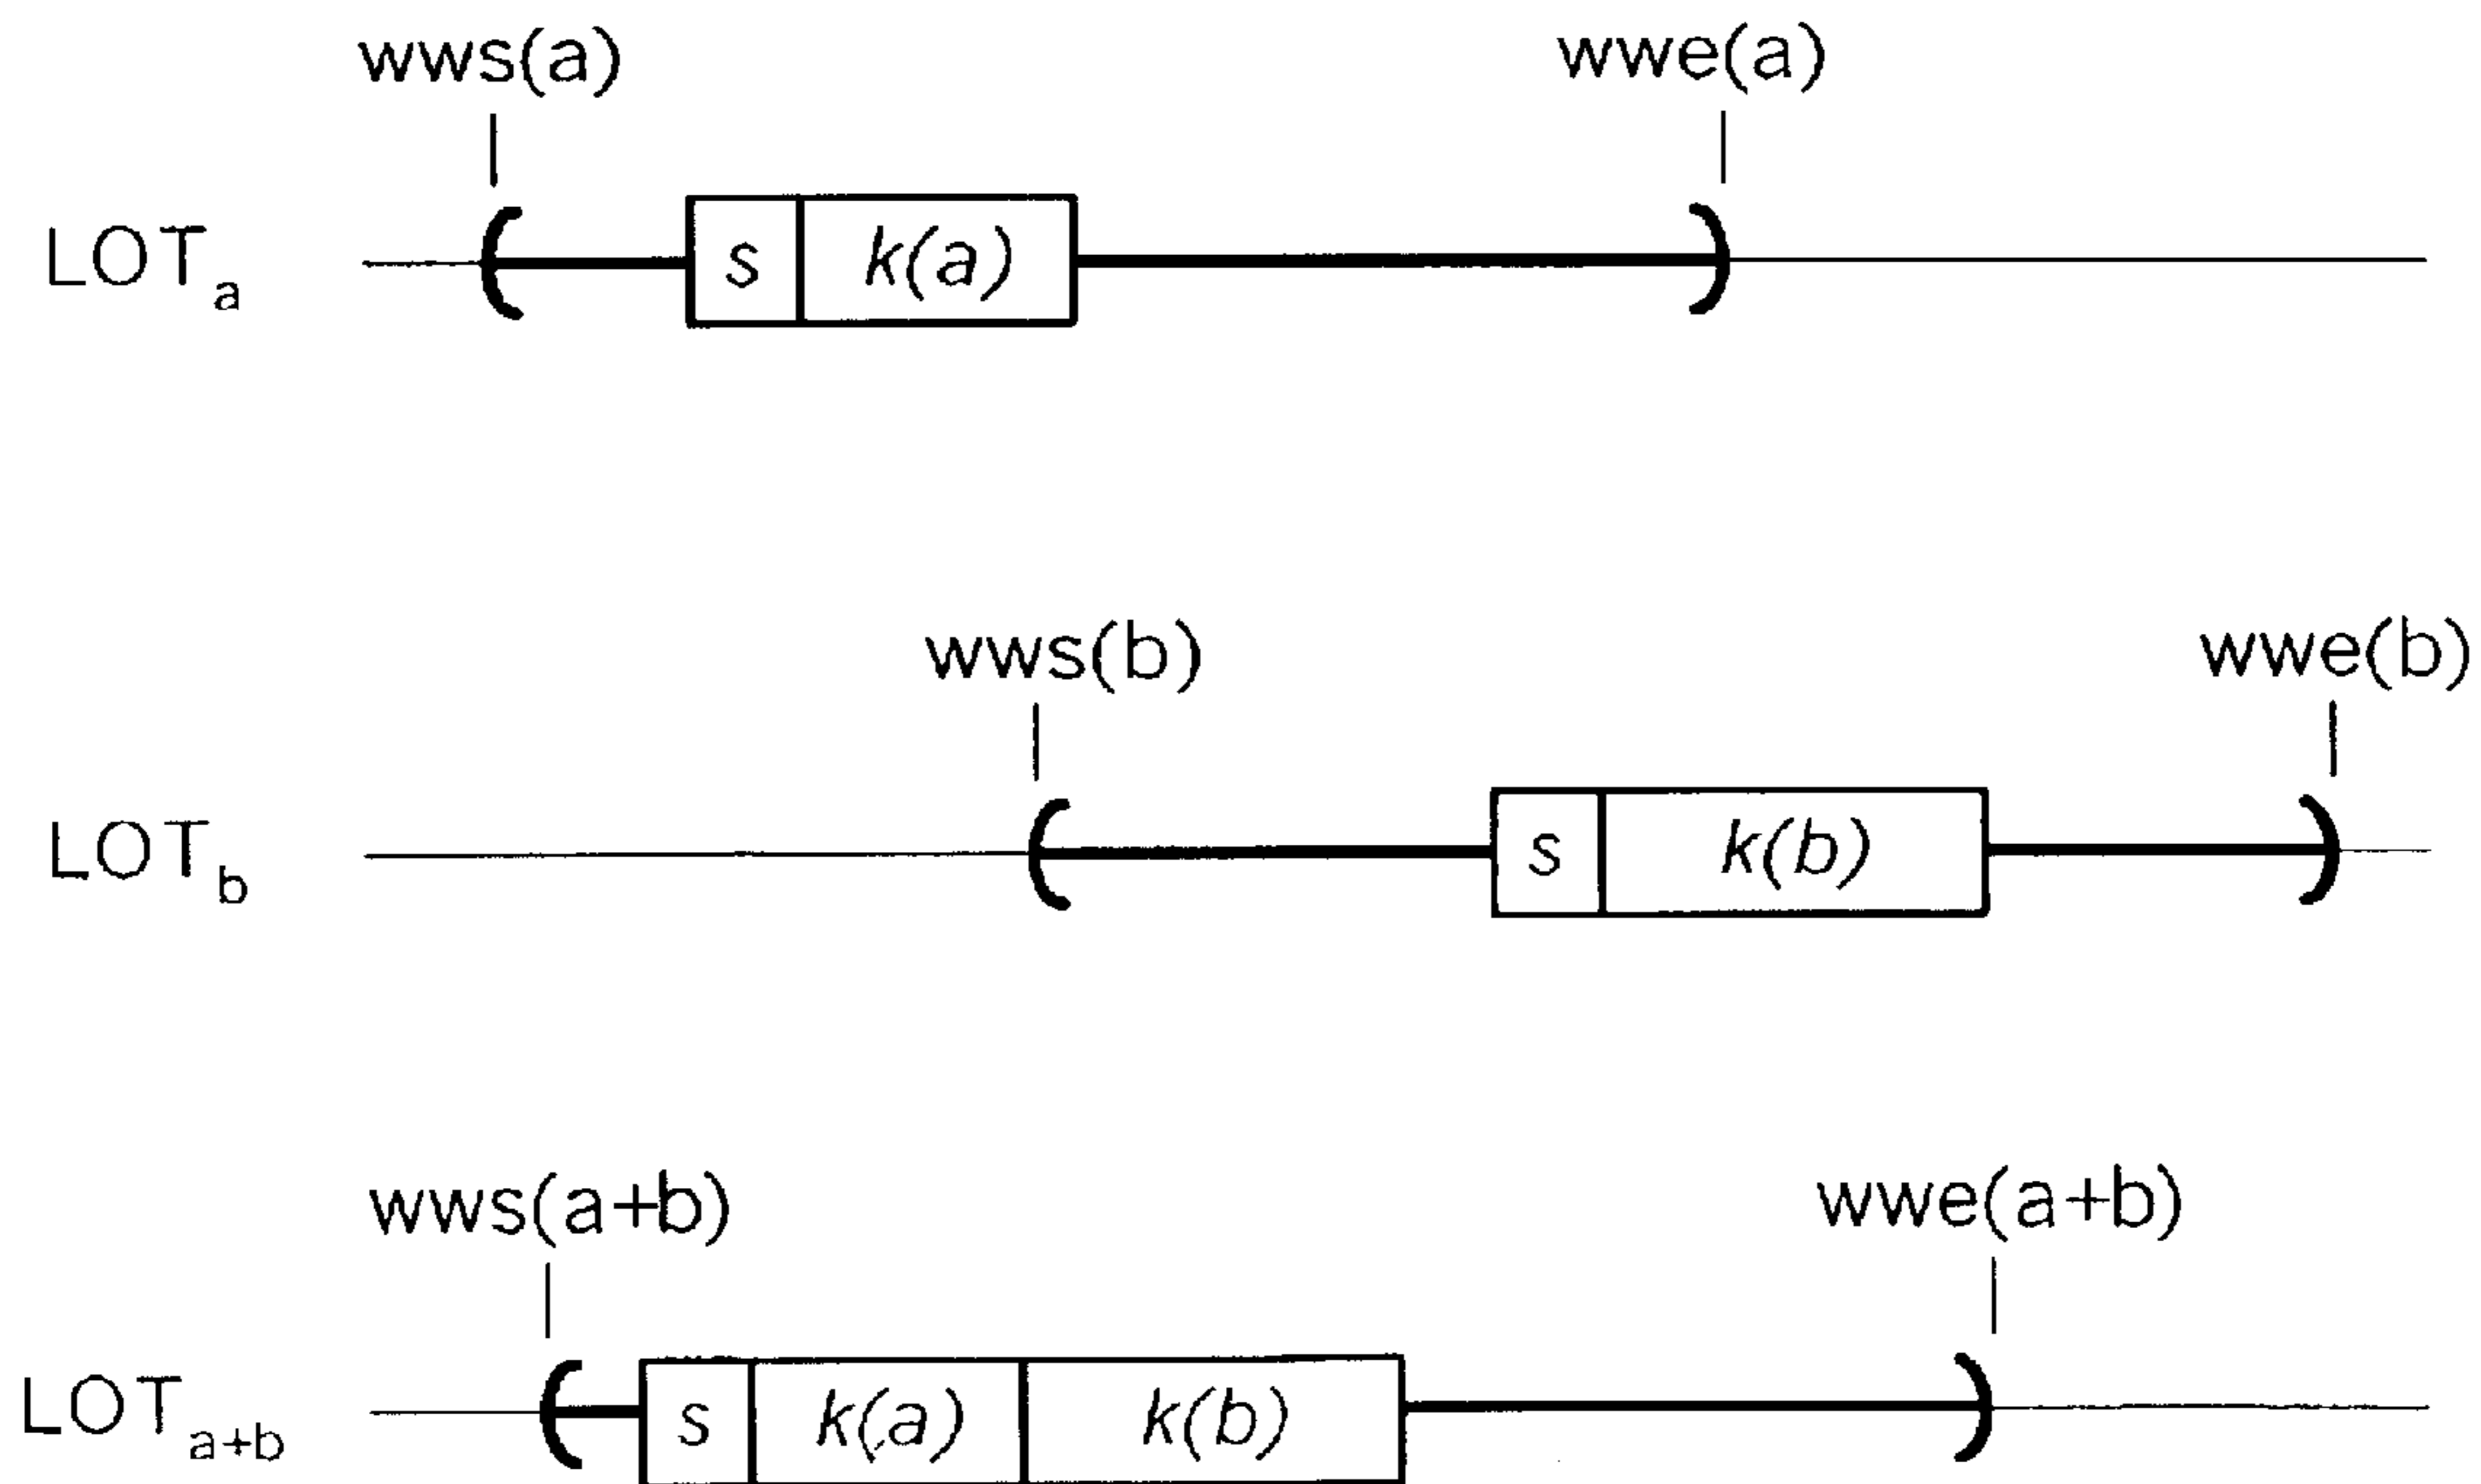 wws(a) wwe(a)
LOTa s k(a)
wws(b) wwe(b)
LOTb s k(b)
wws(a+b) wwe(a+b)
LOTa+b s k(a) k(b)